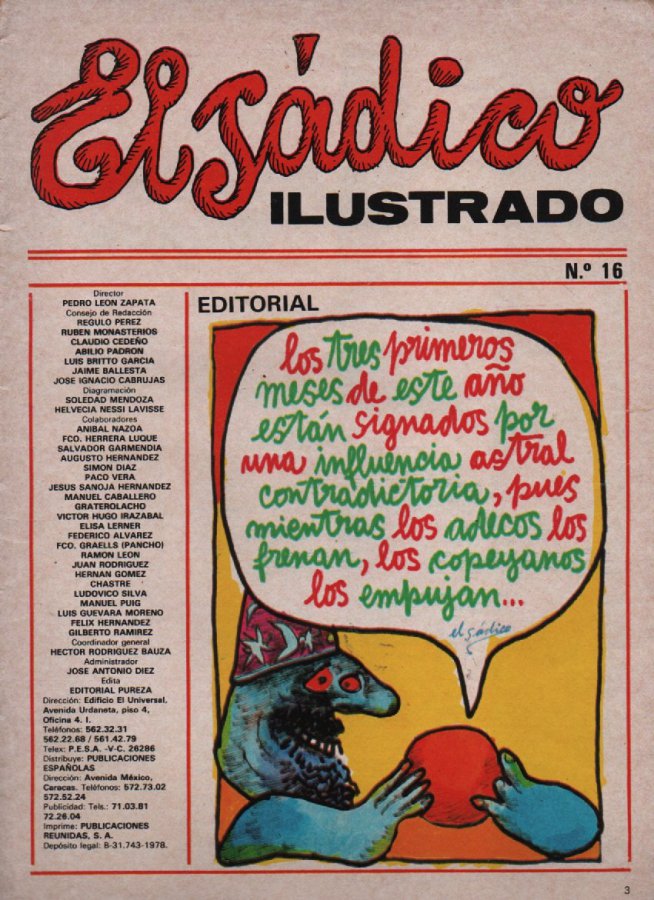 El Sádico
ILUSTRADO
N.º 16
Director
PEDRO LEON ZAPATA
Consejo de Redacción
REGULO PEREZ
RUBEN MONASTERIOS
CLAUDIO CEDEÑO
ABILIO PADRON
LUIS BRITTO GARCIA
JAIME BALLESTA
JOSE IGNACIO CABRUJAS
Diagramación
SOLEDAD MENDOZA
HELVECIA NESSI LAVISSE
Colaboradores
ANIBAL NAZOA
FCO. HERRERA LUQUE
SALVADOR GARMENDIA
AUGUSTO HERNANDEZ
SIMON DIAZ
PACO VERA
JESUS SANOJA HERNANDEZ
MANUEL CABALLERO
GRATEROLACHO
VICTOR HUGO IRAZABAL
ELISA LERNER
FEDERICO ALVAREZ
FCO. GRAELLS (PANCHO)
RAMON LEON
JUAN RODRIGUEZ
HERNAN GOMEZ
CHASTRE
LUDOVICO SILVA
MANUEL PUIG
LUIS GUEVARA MORENO
FELIX HERNANDEZ
GILBERTO RAMIREZ
Coordinador general
HECTOR RODRIGUEZ BAUZA
Administrador
JOSE ANTONIO DIEZ
Edita
EDITORIAL PUREZA
Dirección: Edificio El Universal,
Avenida Urdaneta, piso 4,
Oficina 4. I.
Teléfonos: 562.32.31
562.22.68 / 561.42.79
Telex: P.E.S.A. -V-C. 26286
Distribuye: PUBLICACIONES
ESPAÑOLAS
Dirección: Avenida México,
Caracas. Teléfonos: 572.73.02
572.52.24
Publicidad: Tels.: 71.03.81
72.26.04
Imprime: PUBLICACIONES
REUNIDAS, S. A.
Depósito legal: B-31.743-1978.
EDITORIAL
los tres primeros
meses de este año
están signados por
una influencia astral
contradictoria, pues
mientras los adecos los
frenan, los copeyanos
los empujan...
el sádico
3